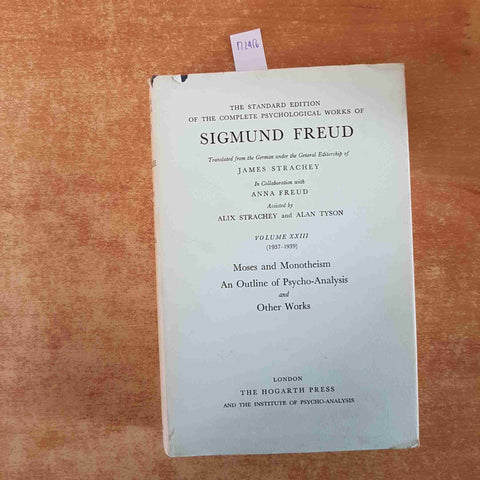 THE STANDARD EDITION
OF THE COMPLETE PSYCHOLOGICAL WORKS OF
SIGMUND FREUD
Translated from the German under the General Editorship of
JAMES STRACHEY
In Collaboration with
ANNA FREUD
Assisted by
ALIX STRACHEY and ALAN TYSON
VOLUME XXIII
(1937-1939)
Moses and Monotheism
An Outline of Psycho-Analysis
and
Other Works
LONDON
THE HOGARTH PRESS
AND THE INSTITUTE OF PSYCHO-ANALYSIS